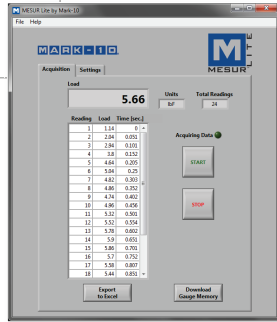 MESUR Lite by Mark-10
File Help
MARK-10
M
MESUR LITE
Acquisition Settings
Load
5.66
Units
lbF
Total Readings
24
Reading Load Time [sec.]
1 1.14 0
2 2.04 0.051
3 2.94 0.101
4 3.8 0.152
5 4.64 0.205
6 5.04 0.25
7 4.82 0.303
8 4.86 0.352
9 4.74 0.402
10 4.96 0.456
11 5.32 0.501
12 5.52 0.554
13 5.78 0.602
14 5.9 0.651
15 5.86 0.701
16 5.7 0.752
17 5.58 0.807
18 5.44 0.851
Acquiring Data
START
STOP
Export
to Excel
Download
Gauge Memory